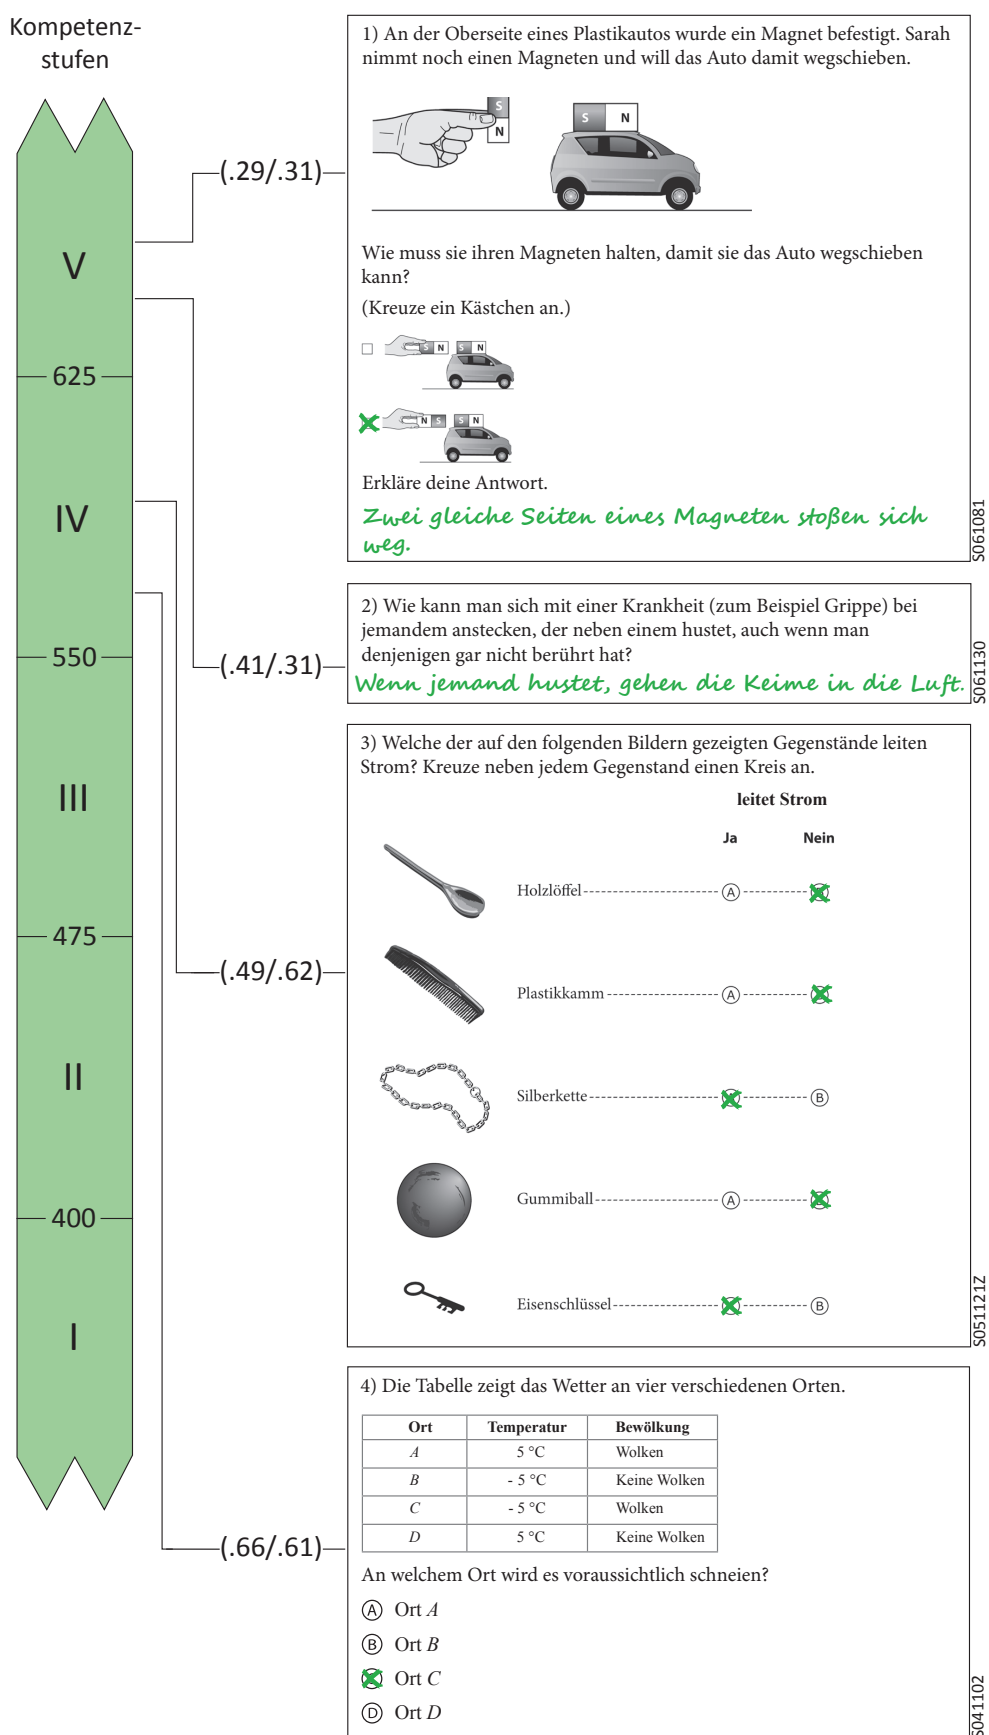 Kompetenz-
stufen
V
625
IV
550
III
475
II
400
I
(.29/.31)
(.41/.31)
(.49/.62)
(.66/.61)
1) An der Oberseite eines Plastikautos wurde ein Magnet befestigt. Sarah
nimmt noch einen Magneten und will das Auto damit wegschieben.
S
N
S N
Wie muss sie ihren Magneten halten, damit sie das Auto wegschieben
kann?
(Kreuze ein Kästchen an.)
S N S N
N S S N
Erkläre deine Antwort.
Zwei gleiche Seiten eines Magneten stoßen sich
weg.
S061081
2) Wie kann man sich mit einer Krankheit (zum Beispiel Grippe) bei
jemandem anstecken, der neben einem hustet, auch wenn man
denjenigen gar nicht berührt hat?
Wenn jemand hustet, gehen die Keime in die Luft.
S061130
3) Welche der auf den folgenden Bildern gezeigten Gegenstände leiten
Strom? Kreuze neben jedem Gegenstand einen Kreis an.
leitet Strom
Ja Nein
Holzlöffel A
Plastikkamm A
Silberkette B
Gummiball A
Eisenschlüssel B
S051121Z
4) Die Tabelle zeigt das Wetter an vier verschiedenen Orten.
Ort Temperatur Bewölkung
A 5 °C Wolken
B - 5 °C Keine Wolken
C - 5 °C Wolken
D 5 °C Keine Wolken
An welchem Ort wird es voraussichtlich schneien?
A Ort A
B Ort B
Ort C
D Ort D
S041102